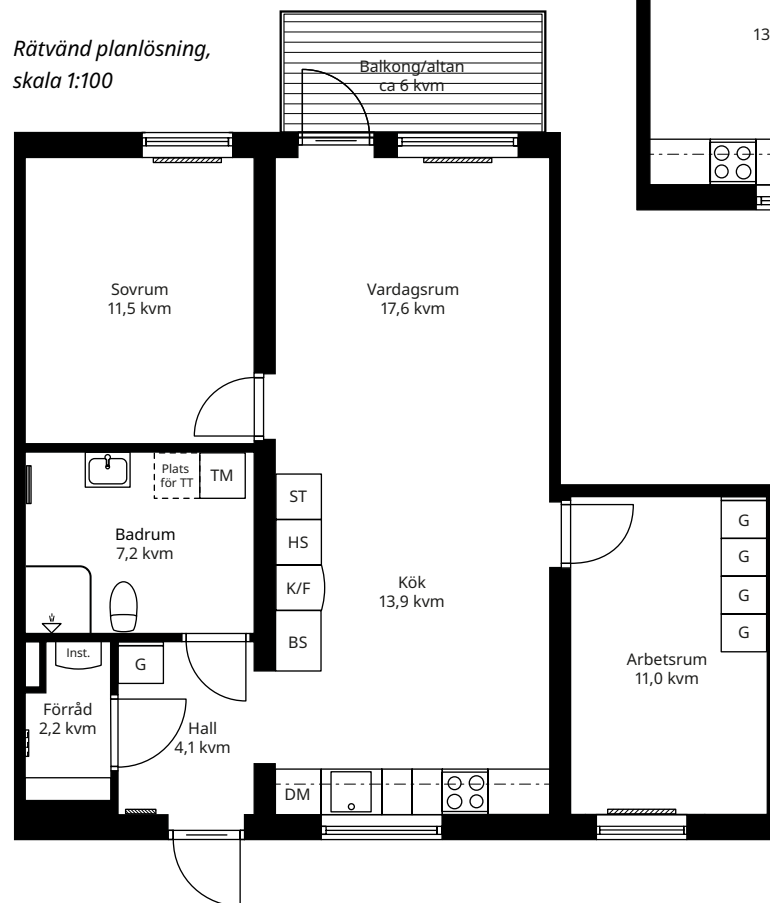 Rätvänd planlösning,
skala 1:100
Balkong/altan
ca 6 kvm
13
Sovrum
11,5 kvm
Vardagsrum
17,6 kvm
Plats
för TT
TM
Badrum
7,2 kvm
ST
HS
K/F
BS
Kök
13,9 kvm
G
G
G
G
Arbetsrum
11,0 kvm
Inst.
G
Förråd
2,2 kvm
Hall
4,1 kvm
DM